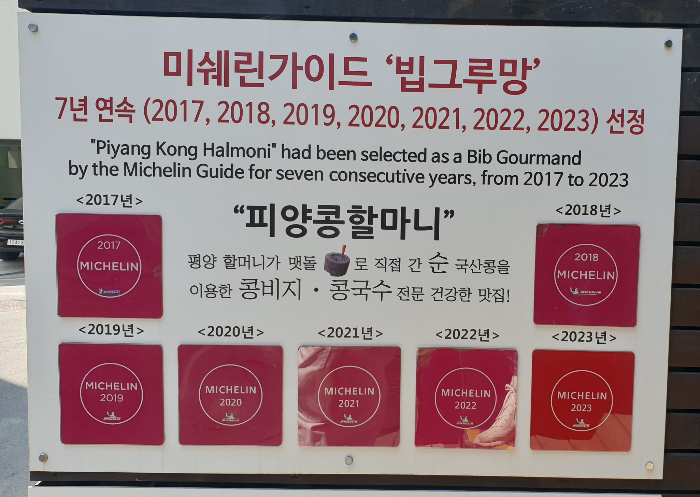 미쉐린가이드 ‘빕그루망’
7년 연속 (2017, 2018, 2019, 2020, 2021, 2022, 2023) 선정
"Piyang Kong Halmoni" had been selected as a Bib Gourmand
by the Michelin Guide for seven consecutive years, from 2017 to 2023
<2017년>
“피양콩할마니”
<2018년>
2017
MICHELIN
평양 할머니가 맷돌로 직접 간 순 국산콩을
이용한 콩비지 · 콩국수 전문 건강한 맛집!
2018
MICHELIN
<2019년> <2020년> <2021년> <2022년> <2023년>
MICHELIN
2019
MICHELIN
2020
MICHELIN
2021
MICHELIN
2022
MICHELIN
2023